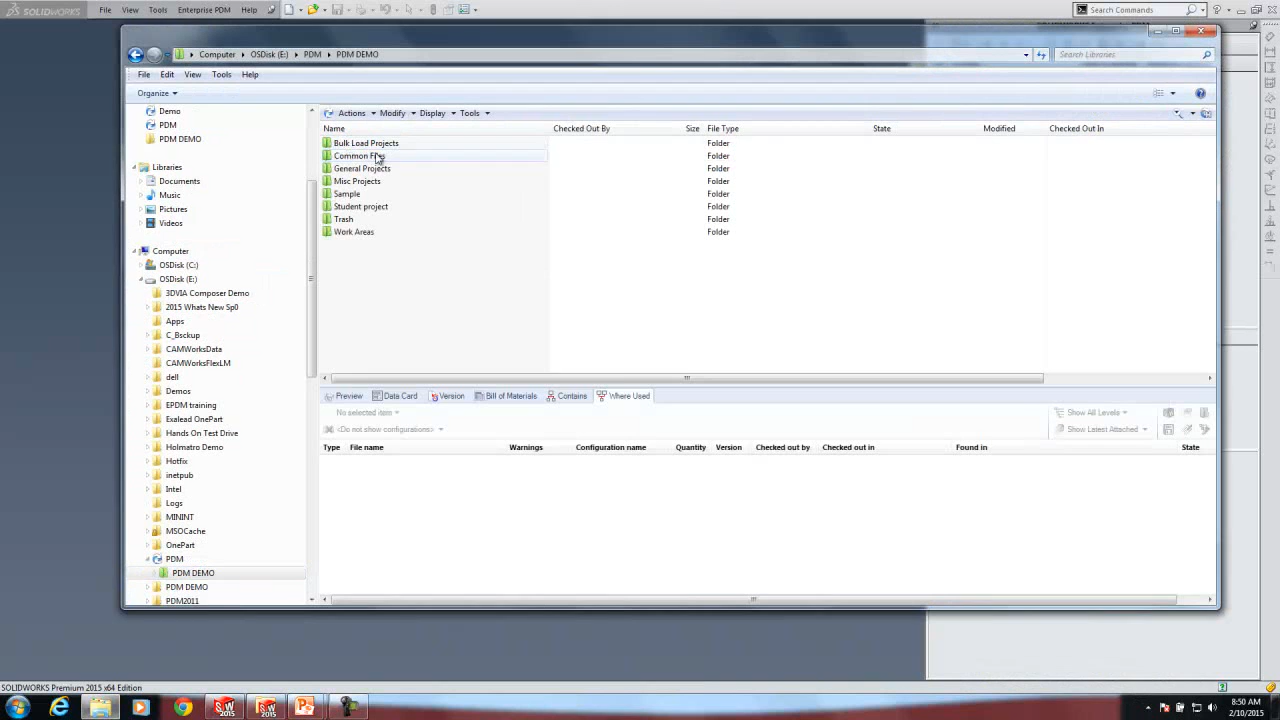 SOLIDWORKS File View Tools Enterprise PDM Help Search Commands
Computer OSDisk (E:) PDM PDM DEMO Search Libraries
File Edit View Tools Help
Organize
Demo
PDM
PDM DEMO
Libraries
Documents
Music
Pictures
Videos
Computer
OSDisk (C:)
OSDisk (E:)
3DVIA Composer Demo
2015 Whats New Sp0
Apps
C_Bsckup
CAMWorksData
CAMWorksFlexLM
dell
Demos
EPDM training
Exalead OnePart
Hands On Test Drive
Holmatro Demo
Hotfix
inetpub
Intel
Logs
MININT
MSOCache
OnePart
PDM
PDM DEMO
PDM DEMO
PDM2011
Actions Modify Display Tools
Name Checked Out By Size File Type State Modified Checked Out In
Bulk Load Projects Folder
Common Files Folder
General Projects Folder
Misc Projects Folder
Sample Folder
Student project Folder
Trash Folder
Work Areas Folder
Preview Data Card Version Bill of Materials Contains Where Used
No selected item Show All Levels
<Do not show configurations> Show Latest Attached
Type File name Warnings Configuration name Quantity Version Checked out by Checked out in Found in State
SOLIDWORKS Premium 2015 x64 Edition
SW 2015 SW 2015
8:50 AM
2/10/2015